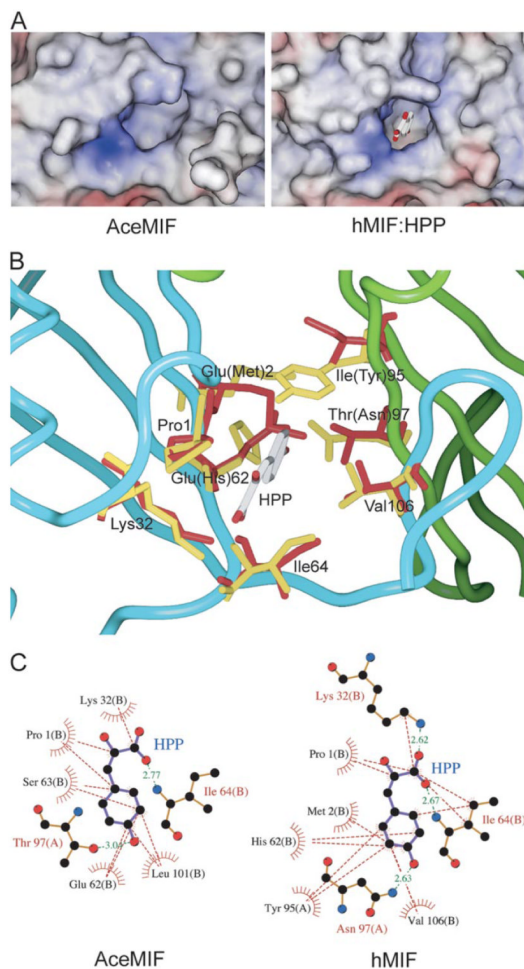 A
AceMIF hMIF:HPP
B
Glu(Met)2
Ile(Tyr)95
Pro1
Thr(Asn)97
Glu(His)62
HPP
Val106
Lys32
Ile64
C
Lys 32(B)
Pro 1(B)
HPP
2.77
Ser 63(B)
Ile 64(B)
Thr 97(A)
Leu 101(B)
Glu 62(B)
AceMIF
Lys 32(B)
2.62
Pro 1(B)
HPP
2.67
Ile 64(B)
Met 2(B)
His 62(B)
2.63
Tyr 95(A)
Val 106(B)
Asn 97(A)
hMIF